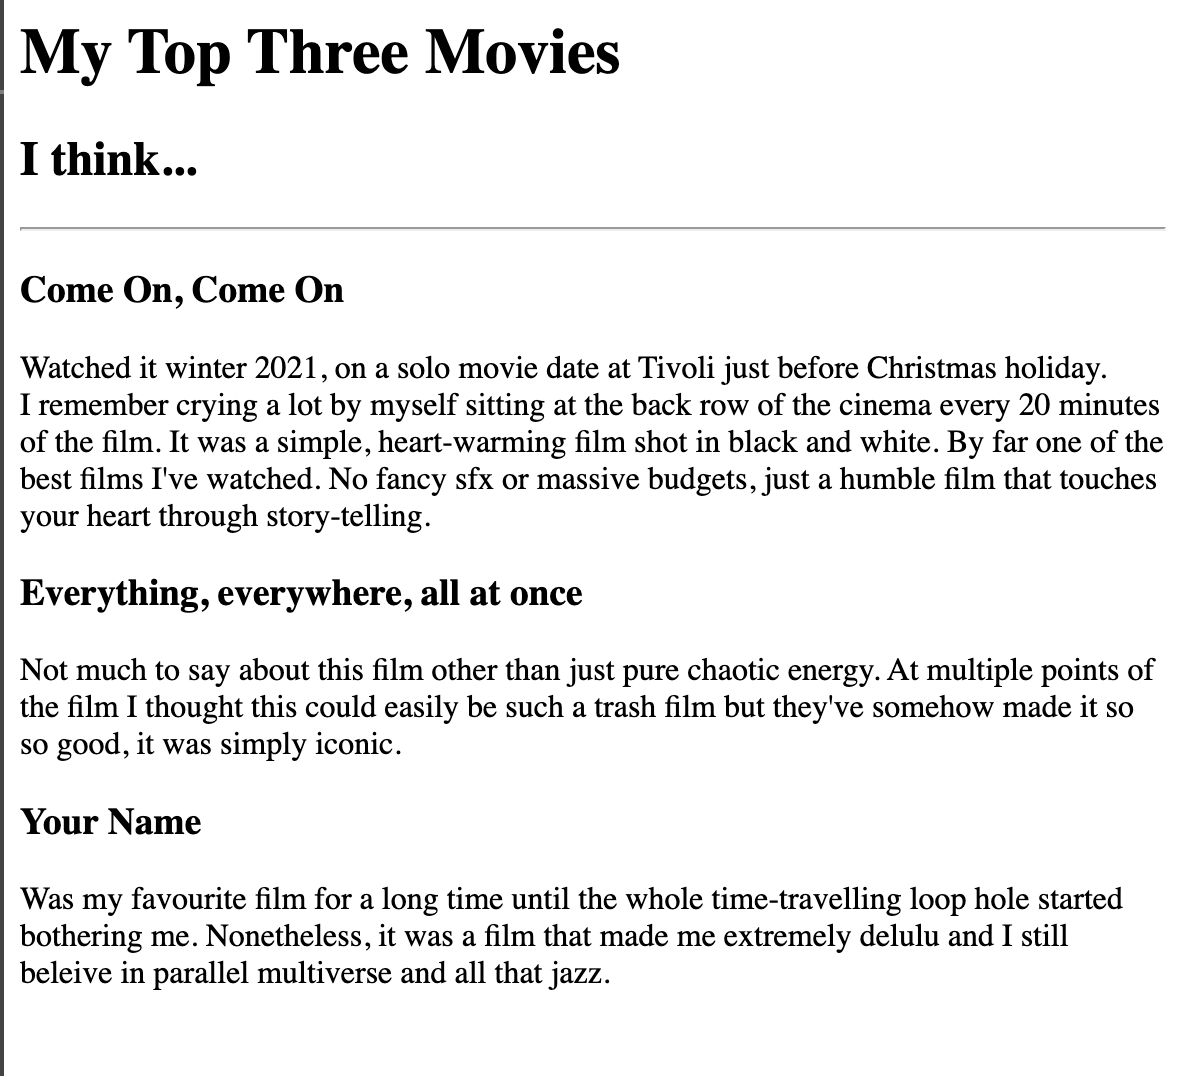 My Top Three Movies
I think...
Come On, Come On
Watched it winter 2021, on a solo movie date at Tivoli just before Christmas holiday.
I remember crying a lot by myself sitting at the back row of the cinema every 20 minutes
of the film. It was a simple, heart-warming film shot in black and white. By far one of the
best films I've watched. No fancy sfx or massive budgets, just a humble film that touches
your heart through story-telling.
Everything, everywhere, all at once
Not much to say about this film other than just pure chaotic energy. At multiple points of
the film I thought this could easily be such a trash film but they've somehow made it so
so good, it was simply iconic.
Your Name
Was my favourite film for a long time until the whole time-travelling loop hole started
bothering me. Nonetheless, it was a film that made me extremely delulu and I still
beleive in parallel multiverse and all that jazz.